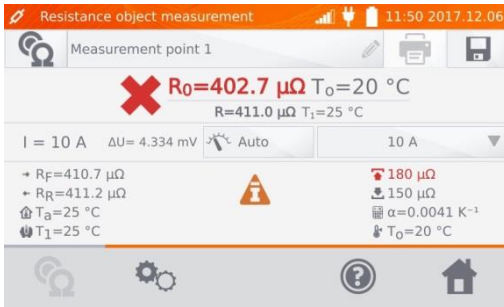 Resistance object measurement 11:50 2017.12.06
Measurement point 1
R₀=402.7 µΩ T₀=20 °C
R=411.0 µΩ T₁=25 °C
I = 10 A ΔU= 4.334 mV Auto 10 A
R_F=410.7 µΩ 180 µΩ
R_R=411.2 µΩ 150 µΩ
Tₐ=25 °C α=0.0041 K⁻¹
T₁=25 °C T₀=20 °C